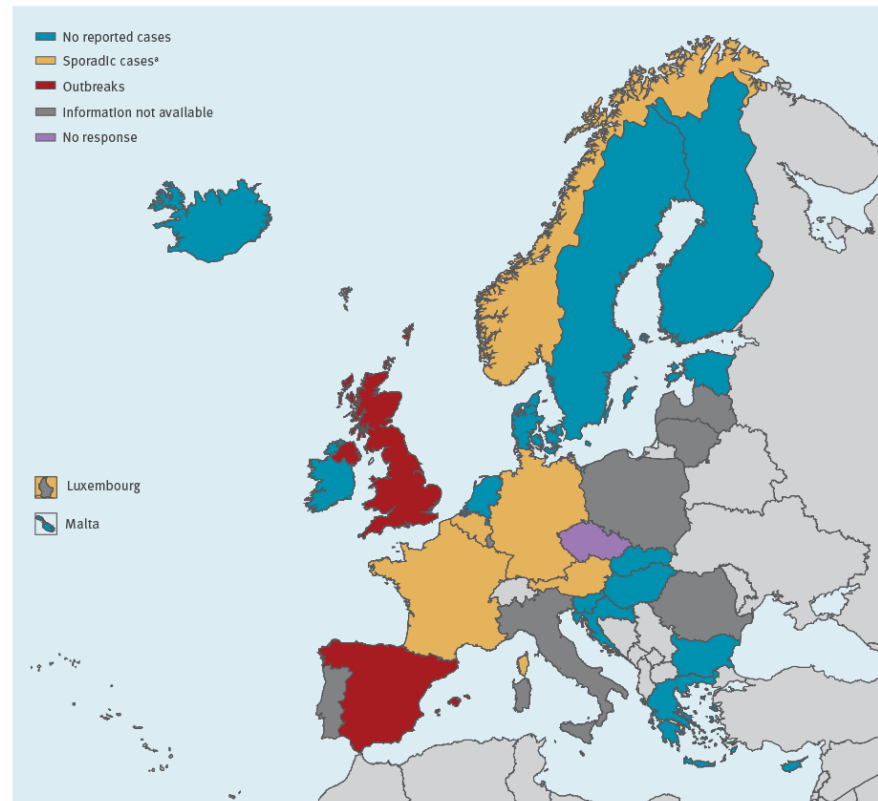 No reported cases
Sporadic casesᵃ
Outbreaks
Information not available
No response
Luxembourg
Malta